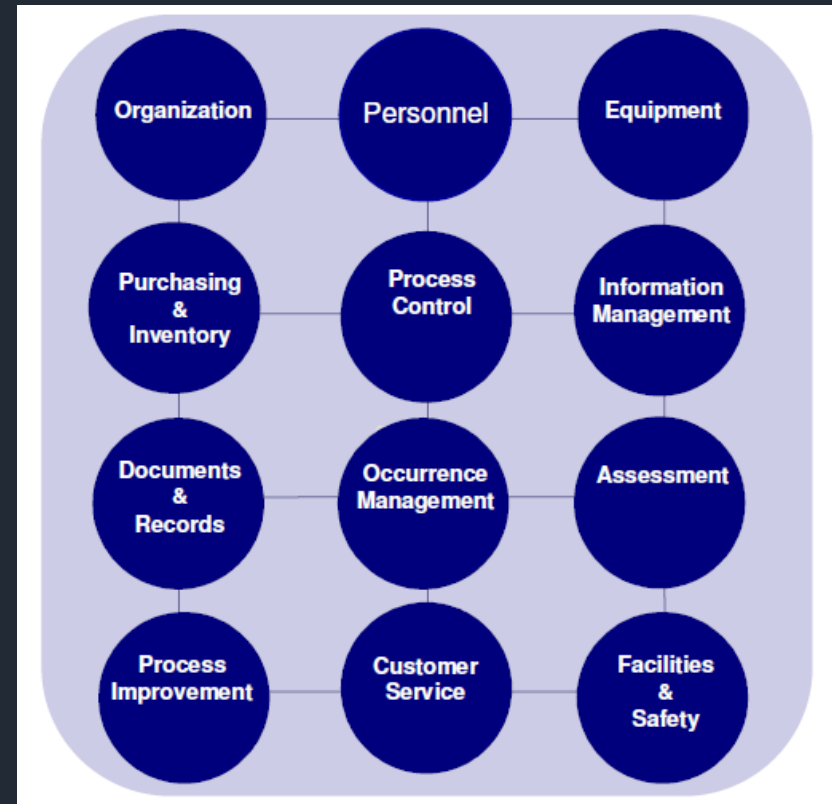 Organization
Personnel
Equipment
Purchasing
&
Inventory
Process
Control
Information
Management
Documents
&
Records
Occurrence
Management
Assessment
Process
Improvement
Customer
Service
Facilities
&
Safety